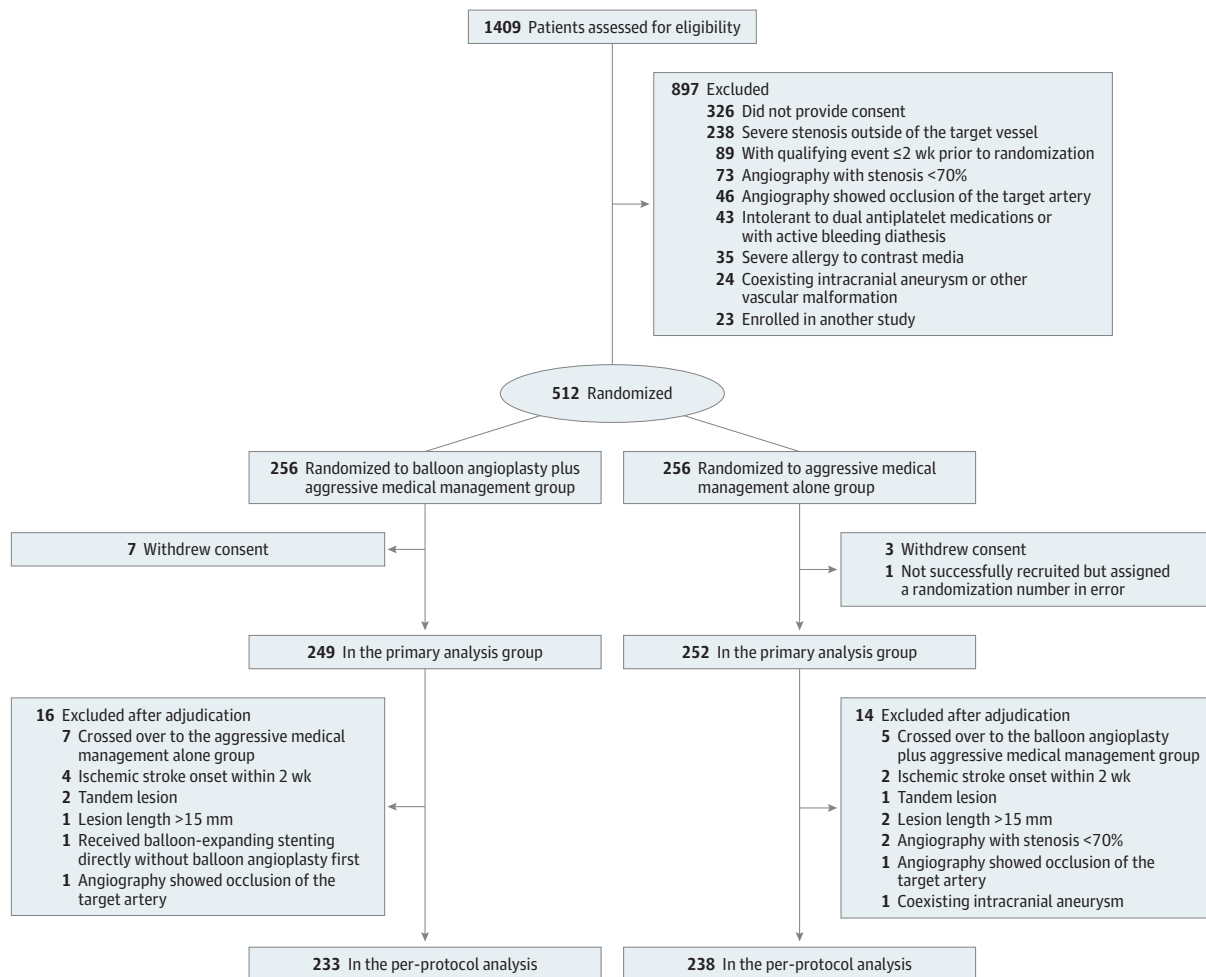 1409 Patients assessed for eligibility
897 Excluded
326 Did not provide consent
238 Severe stenosis outside of the target vessel
89 With qualifying event ≤2 wk prior to randomization
73 Angiography with stenosis <70%
46 Angiography showed occlusion of the target artery
43 Intolerant to dual antiplatelet medications or
with active bleeding diathesis
35 Severe allergy to contrast media
24 Coexisting intracranial aneurysm or other
vascular malformation
23 Enrolled in another study
512 Randomized
256 Randomized to balloon angioplasty plus
aggressive medical management group
256 Randomized to aggressive medical
management alone group
7 Withdrew consent
3 Withdrew consent
1 Not successfully recruited but assigned
a randomization number in error
249 In the primary analysis group
252 In the primary analysis group
16 Excluded after adjudication
7 Crossed over to the aggressive medical
management alone group
4 Ischemic stroke onset within 2 wk
2 Tandem lesion
1 Lesion length >15 mm
1 Received balloon-expanding stenting
directly without balloon angioplasty first
1 Angiography showed occlusion of the
target artery
14 Excluded after adjudication
5 Crossed over to the balloon angioplasty
plus aggressive medical management group
2 Ischemic stroke onset within 2 wk
1 Tandem lesion
2 Lesion length >15 mm
2 Angiography with stenosis <70%
1 Angiography showed occlusion of the
target artery
1 Coexisting intracranial aneurysm
233 In the per-protocol analysis
238 In the per-protocol analysis